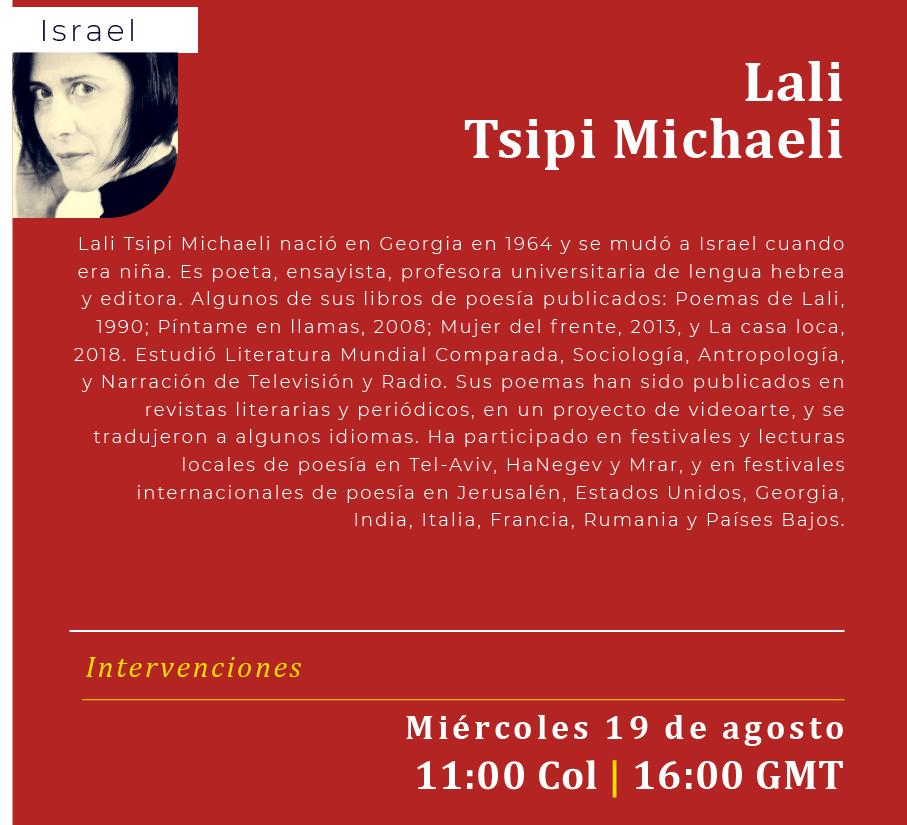 Israel
Lali
Tsipi Michaeli
Lali Tsipi Michaeli nació en Georgia en 1964 y se mudó a Israel cuando
era niña. Es poeta, ensayista, profesora universitaria de lengua hebrea
y editora. Algunos de sus libros de poesía publicados: Poemas de Lali,
1990; Píntame en llamas, 2008; Mujer del frente, 2013, y La casa loca,
2018. Estudió Literatura Mundial Comparada, Sociología, Antropología,
y Narración de Televisión y Radio. Sus poemas han sido publicados en
revistas literarias y periódicos, en un proyecto de videoarte, y se
tradujeron a algunos idiomas. Ha participado en festivales y lecturas
locales de poesía en Tel-Aviv, HaNegev y Mrar, y en festivales
internacionales de poesía en Jerusalén, Estados Unidos, Georgia,
India, Italia, Francia, Rumania y Países Bajos.
Intervenciones
Miércoles 19 de agosto
11:00 Col | 16:00 GMT